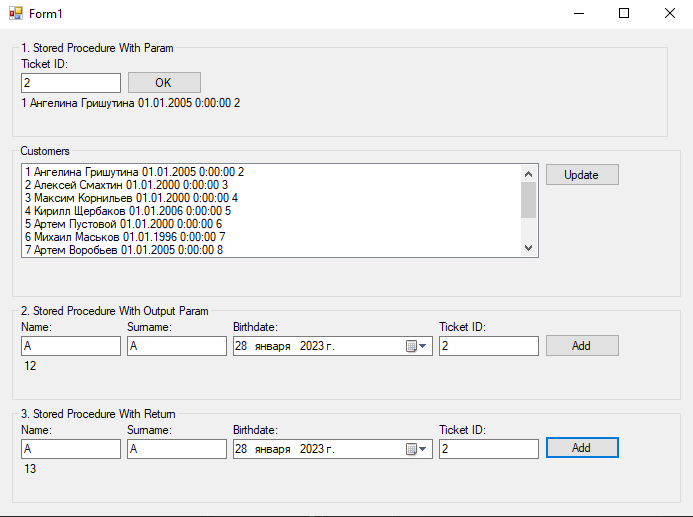 Form1
1. Stored Procedure With Param
Ticket ID:
2 OK
1 Ангелина Гришутина 01.01.2005 0:00:00 2
Customers
1 Ангелина Гришутина 01.01.2005 0:00:00 2 Update
2 Алексей Смахтин 01.01.2000 0:00:00 3
3 Максим Корнильев 01.01.2000 0:00:00 4
4 Кирилл Щербаков 01.01.2006 0:00:00 5
5 Артем Пустовой 01.01.2000 0:00:00 6
6 Михаил Маськов 01.01.1996 0:00:00 7
7 Артем Воробьев 01.01.2005 0:00:00 8
2. Stored Procedure With Output Param
Name: Surname: Birthdate: Ticket ID:
A A 28 января 2023 г. 2 Add
12
3. Stored Procedure With Return
Name: Surname: Birthdate: Ticket ID:
A A 28 января 2023 г. 2 Add
13